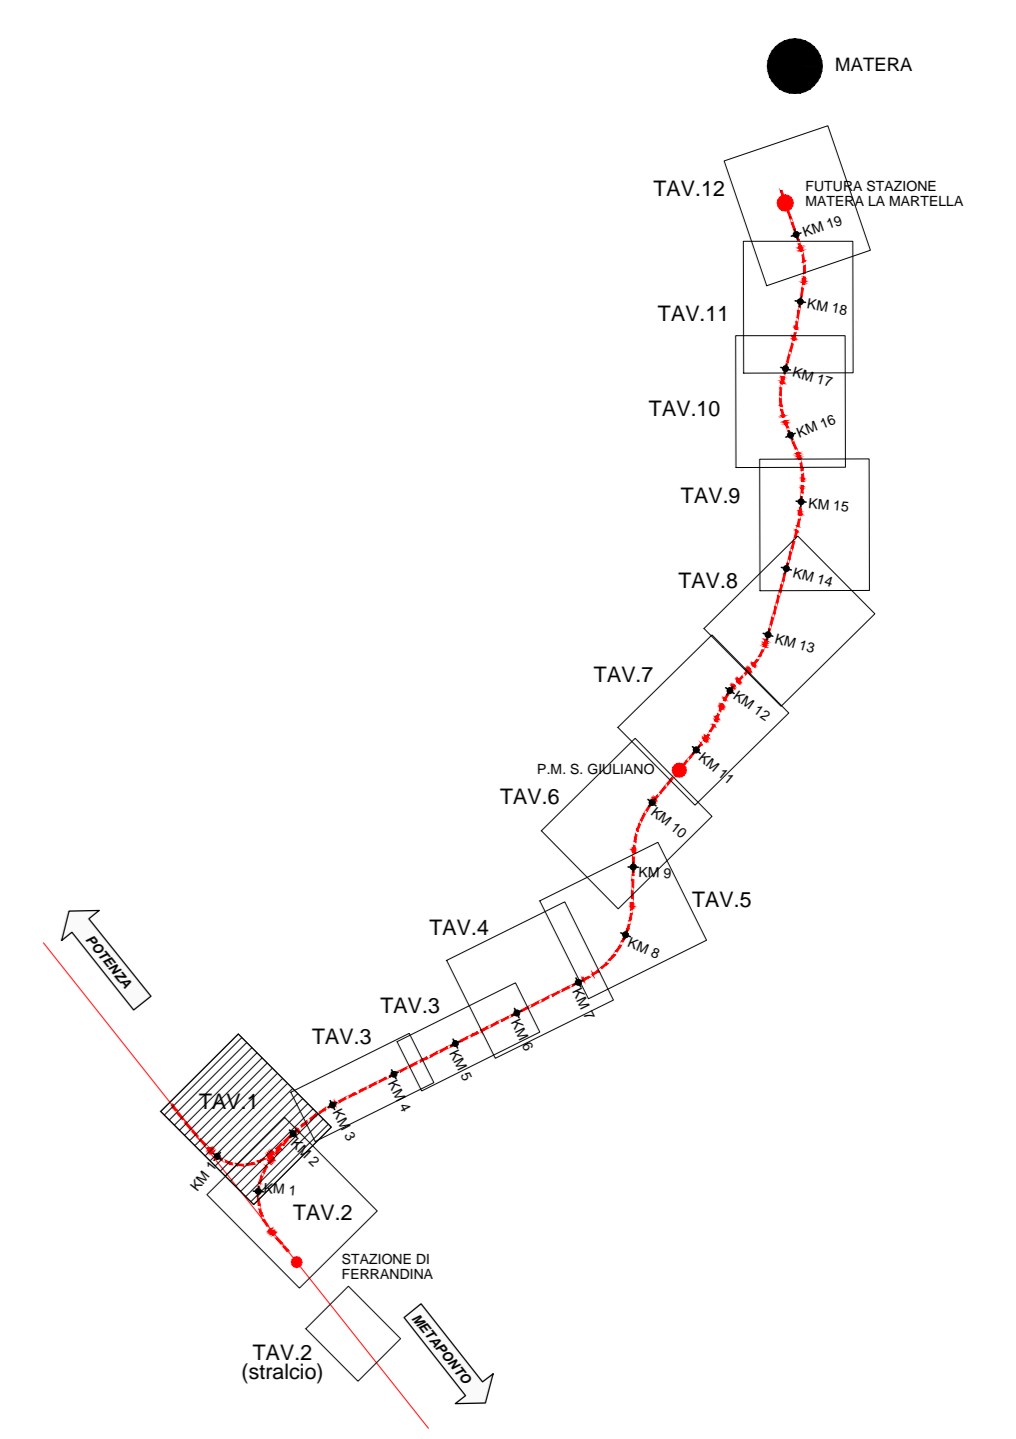 MATERA
TAV.12
FUTURA STAZIONE
MATERA LA MARTELLA
KM 19
TAV.11
KM 18
KM 17
TAV.10
KM 16
TAV.9
KM 15
TAV.8
KM 14
KM 13
TAV.7
KM 12
P.M. S. GIULIANO
KM 11
TAV.6
KM 10
KM 9
TAV.5
TAV.4
KM 8
POTENZA
KM 7
TAV.3
KM 6
TAV.3
KM 5
KM 4
TAV.1
KM 3
KM 2
KM 1
KM 1
TAV.2
STAZIONE DI
FERRANDINA
METAPONTO
TAV.2
(stralcio)